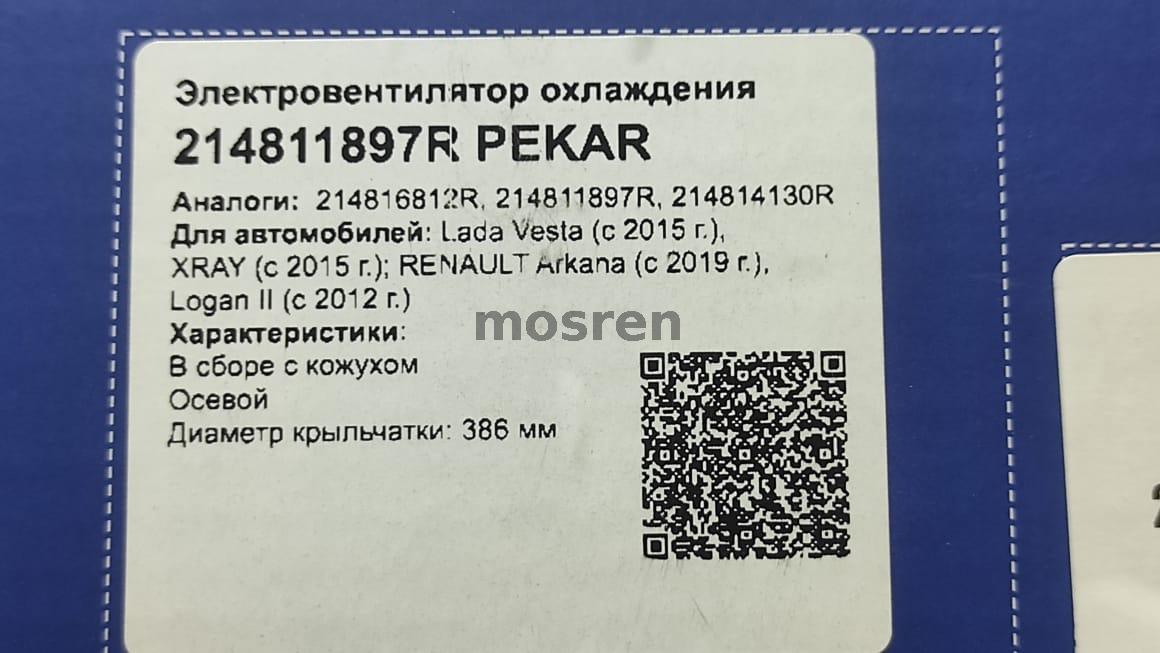 Электровентилятор охлаждения
214811897R PEKAR
Аналоги: 214816812R, 214811897R, 214814130R
Для автомобилей: Lada Vesta (с 2015 г.),
XRAY (с 2015 г.); RENAULT Arkana (с 2019 г.),
Logan II (с 2012 г.)
Характеристики:
mosren
В сборе с кожухом
Осевой
Диаметр крыльчатки: 386 мм